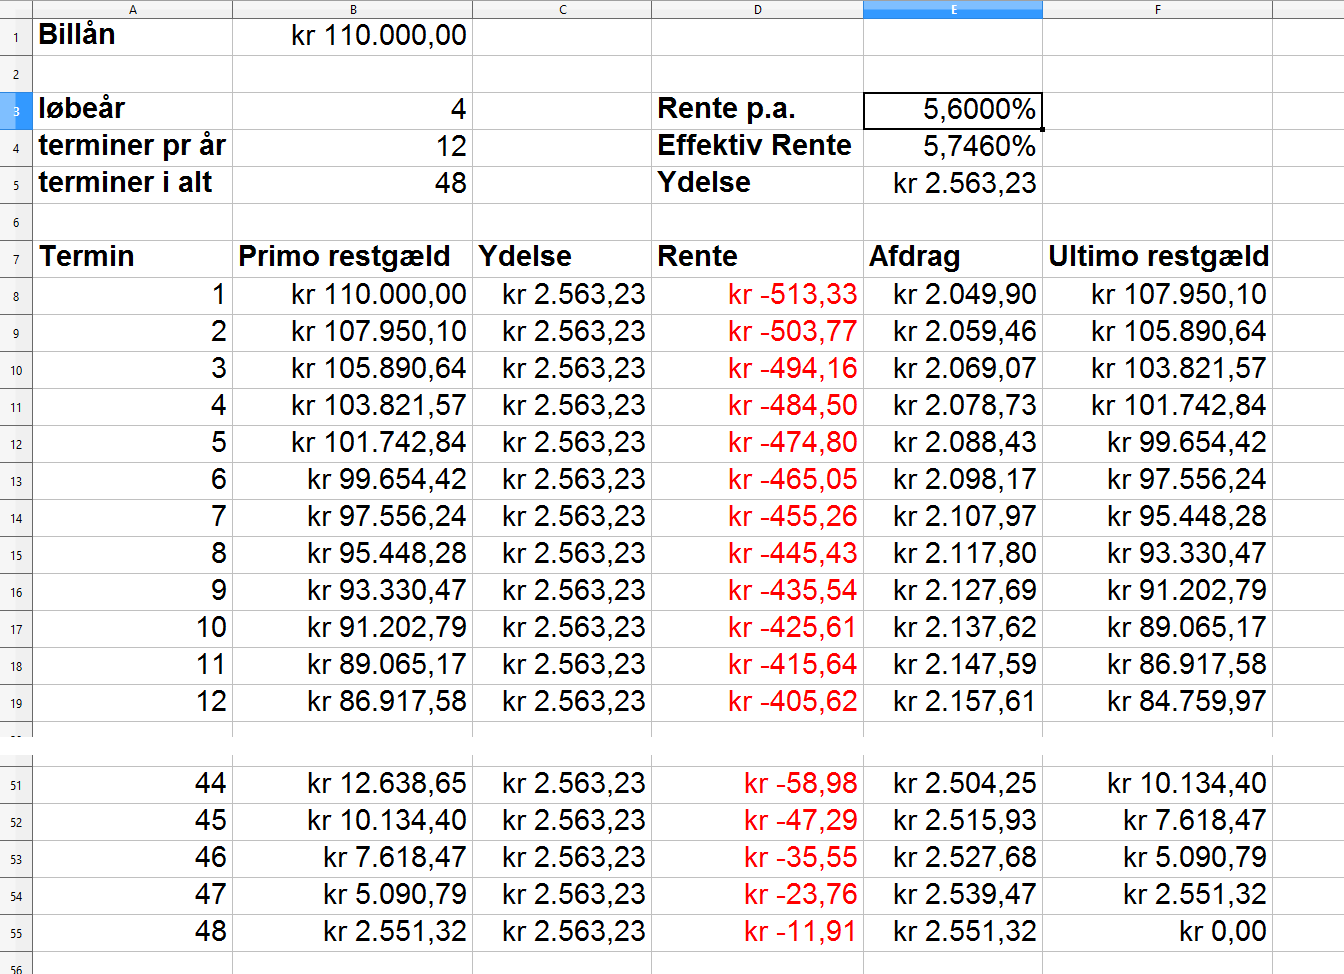 A B C D E F
1 Billån kr 110.000,00
2
3 løbeår 4 Rente p.a. 5,6000%
4 terminer pr år 12 Effektiv Rente 5,7460%
5 terminer i alt 48 Ydelse kr 2.563,23
6
7 Termin Primo restgæld Ydelse Rente Afdrag Ultimo restgæld
8 1 kr 110.000,00 kr 2.563,23 kr -513,33 kr 2.049,90 kr 107.950,10
9 2 kr 107.950,10 kr 2.563,23 kr -503,77 kr 2.059,46 kr 105.890,64
10 3 kr 105.890,64 kr 2.563,23 kr -494,16 kr 2.069,07 kr 103.821,57
11 4 kr 103.821,57 kr 2.563,23 kr -484,50 kr 2.078,73 kr 101.742,84
12 5 kr 101.742,84 kr 2.563,23 kr -474,80 kr 2.088,43 kr 99.654,42
13 6 kr 99.654,42 kr 2.563,23 kr -465,05 kr 2.098,17 kr 97.556,24
14 7 kr 97.556,24 kr 2.563,23 kr -455,26 kr 2.107,97 kr 95.448,28
15 8 kr 95.448,28 kr 2.563,23 kr -445,43 kr 2.117,80 kr 93.330,47
16 9 kr 93.330,47 kr 2.563,23 kr -435,54 kr 2.127,69 kr 91.202,79
17 10 kr 91.202,79 kr 2.563,23 kr -425,61 kr 2.137,62 kr 89.065,17
18 11 kr 89.065,17 kr 2.563,23 kr -415,64 kr 2.147,59 kr 86.917,58
19 12 kr 86.917,58 kr 2.563,23 kr -405,62 kr 2.157,61 kr 84.759,97
51 44 kr 12.638,65 kr 2.563,23 kr -58,98 kr 2.504,25 kr 10.134,40
52 45 kr 10.134,40 kr 2.563,23 kr -47,29 kr 2.515,93 kr 7.618,47
53 46 kr 7.618,47 kr 2.563,23 kr -35,55 kr 2.527,68 kr 5.090,79
54 47 kr 5.090,79 kr 2.563,23 kr -23,76 kr 2.539,47 kr 2.551,32
55 48 kr 2.551,32 kr 2.563,23 kr -11,91 kr 2.551,32 kr 0,00
56